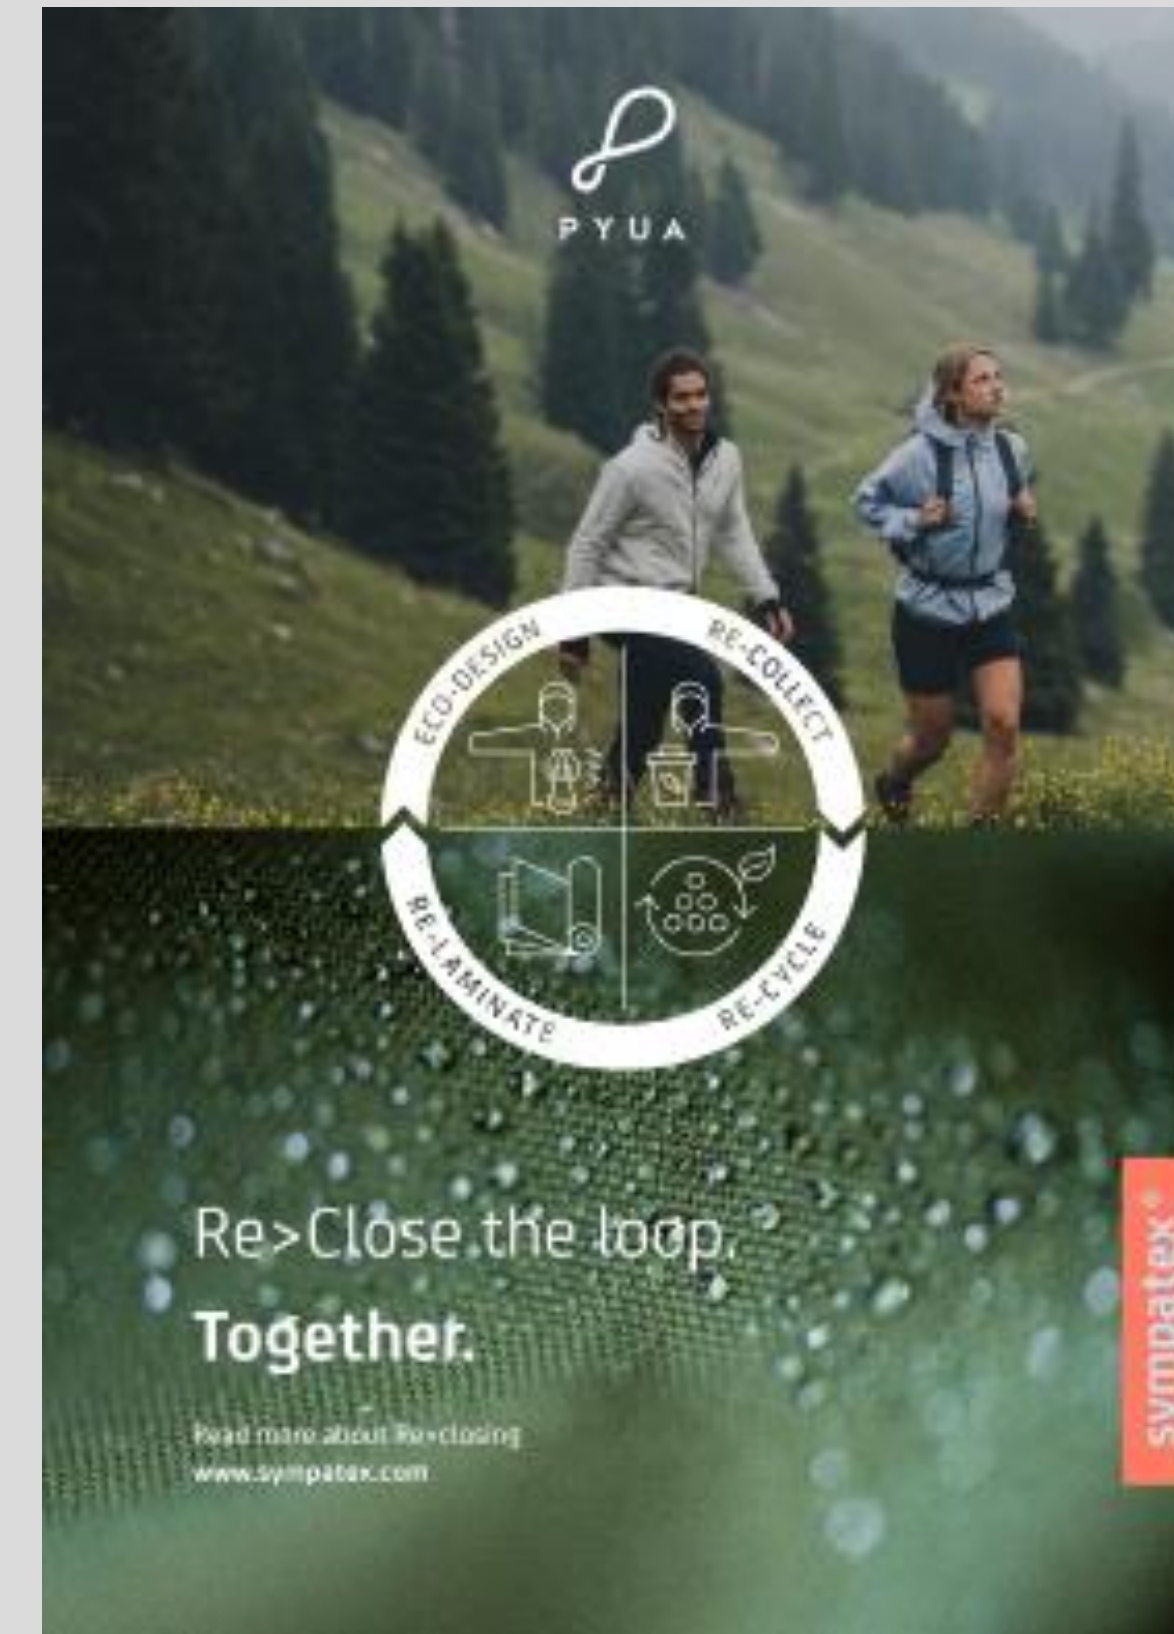 PYUA
ECO-DESIGN
RE-COLLECT
RE-LAMINATE
RE-CYCLE
Re>Close the loop.
Together.
Read more about Re>closing
www.sympatex.com
sympatex®